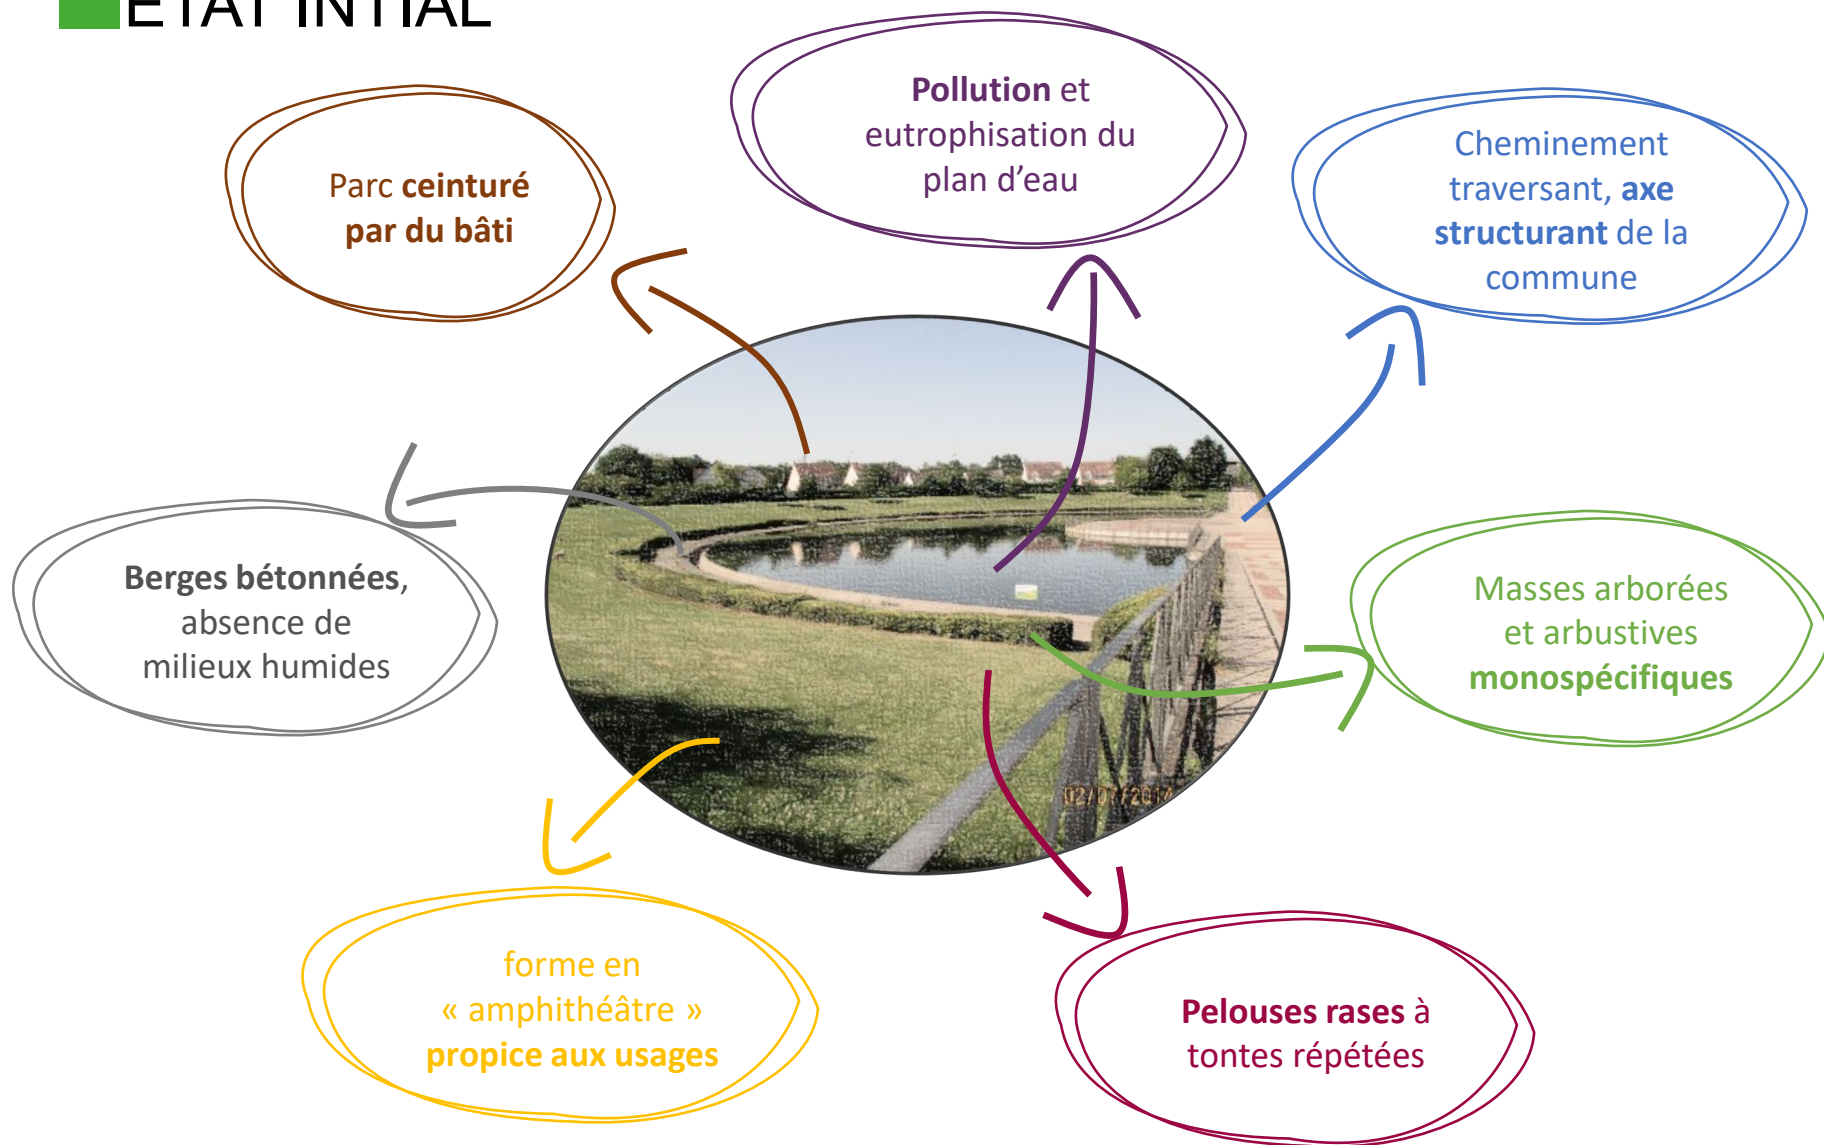 ETAT INTIAL
Pollution et
eutrophisation du
plan d’eau
Parc ceinturé
par du bâti
Cheminement
traversant, axe
structurant de la
commune
Berges bétonnées,
absence de
milieux humides
Masses arborées
et arbustives
monospécifiques
02/07/2014
forme en
« amphithéâtre »
propice aux usages
Pelouses rases à
tontes répétées